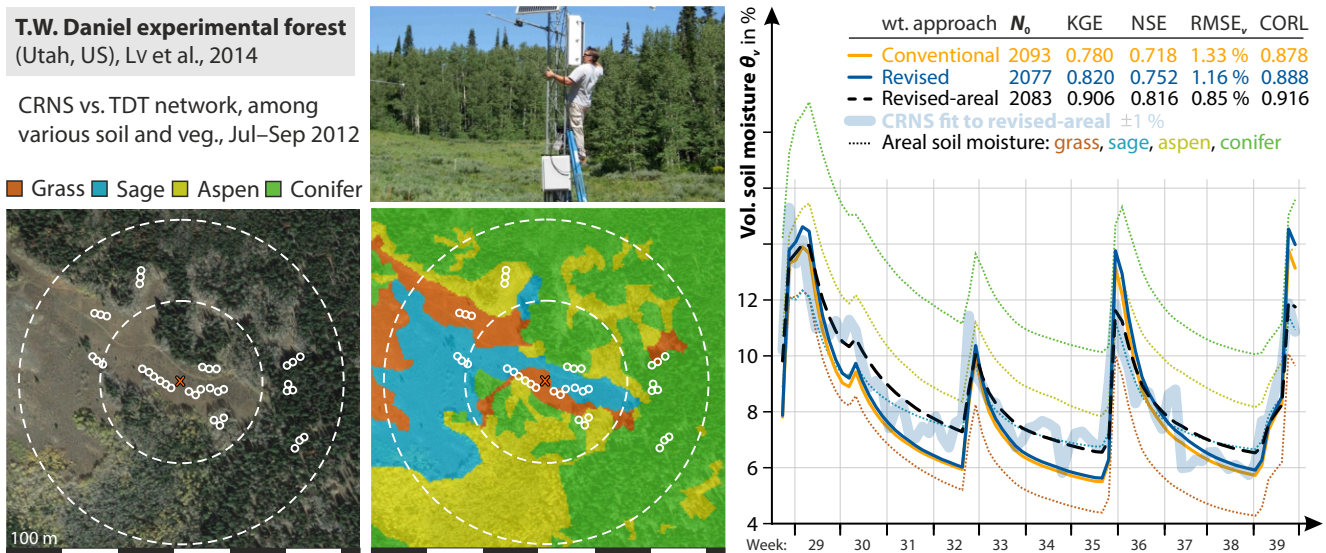 T.W. Daniel experimental forest
(Utah, US), Lv et al., 2014
CRNS vs. TDT network, among
various soil and veg., Jul–Sep 2012
Grass Sage Aspen Conifer
100 m
Vol. soil moisture θv in %
wt. approach N0 KGE NSE RMSEv CORL
Conventional 2093 0.780 0.718 1.33 % 0.878
Revised 2077 0.820 0.752 1.16 % 0.888
Revised-areal 2083 0.906 0.816 0.85 % 0.916
CRNS fit to revised-areal ±1 %
Areal soil moisture: grass, sage, aspen, conifer
12
10
8
6
4
Week: 29 30 31 32 33 34 35 36 37 38 39